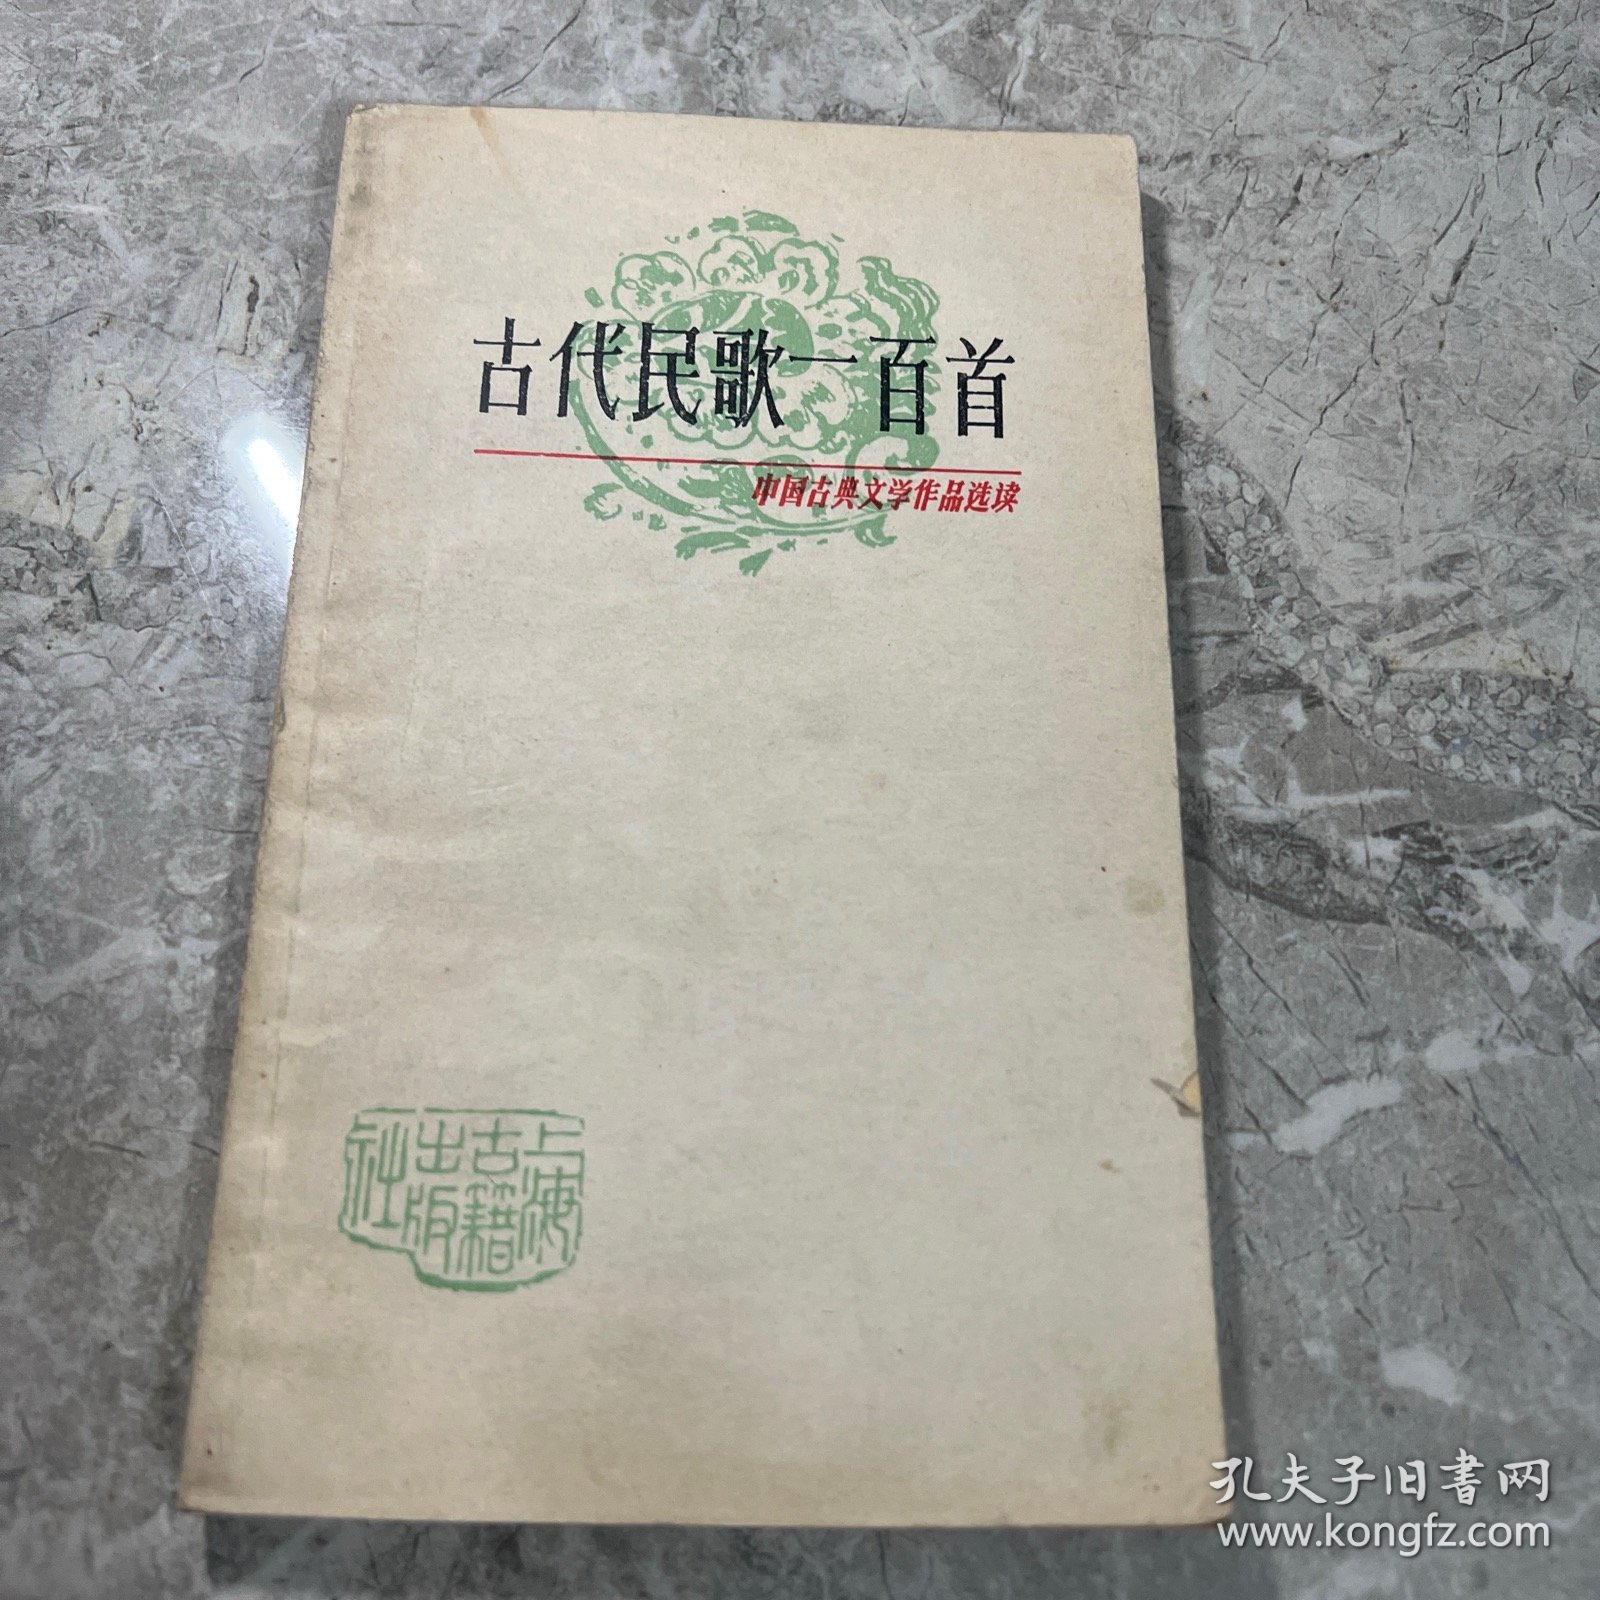 古代民歌一百首
中国古典文学作品选读
上海
古籍
出版
社
孔夫子旧书网
www.kongfz.com